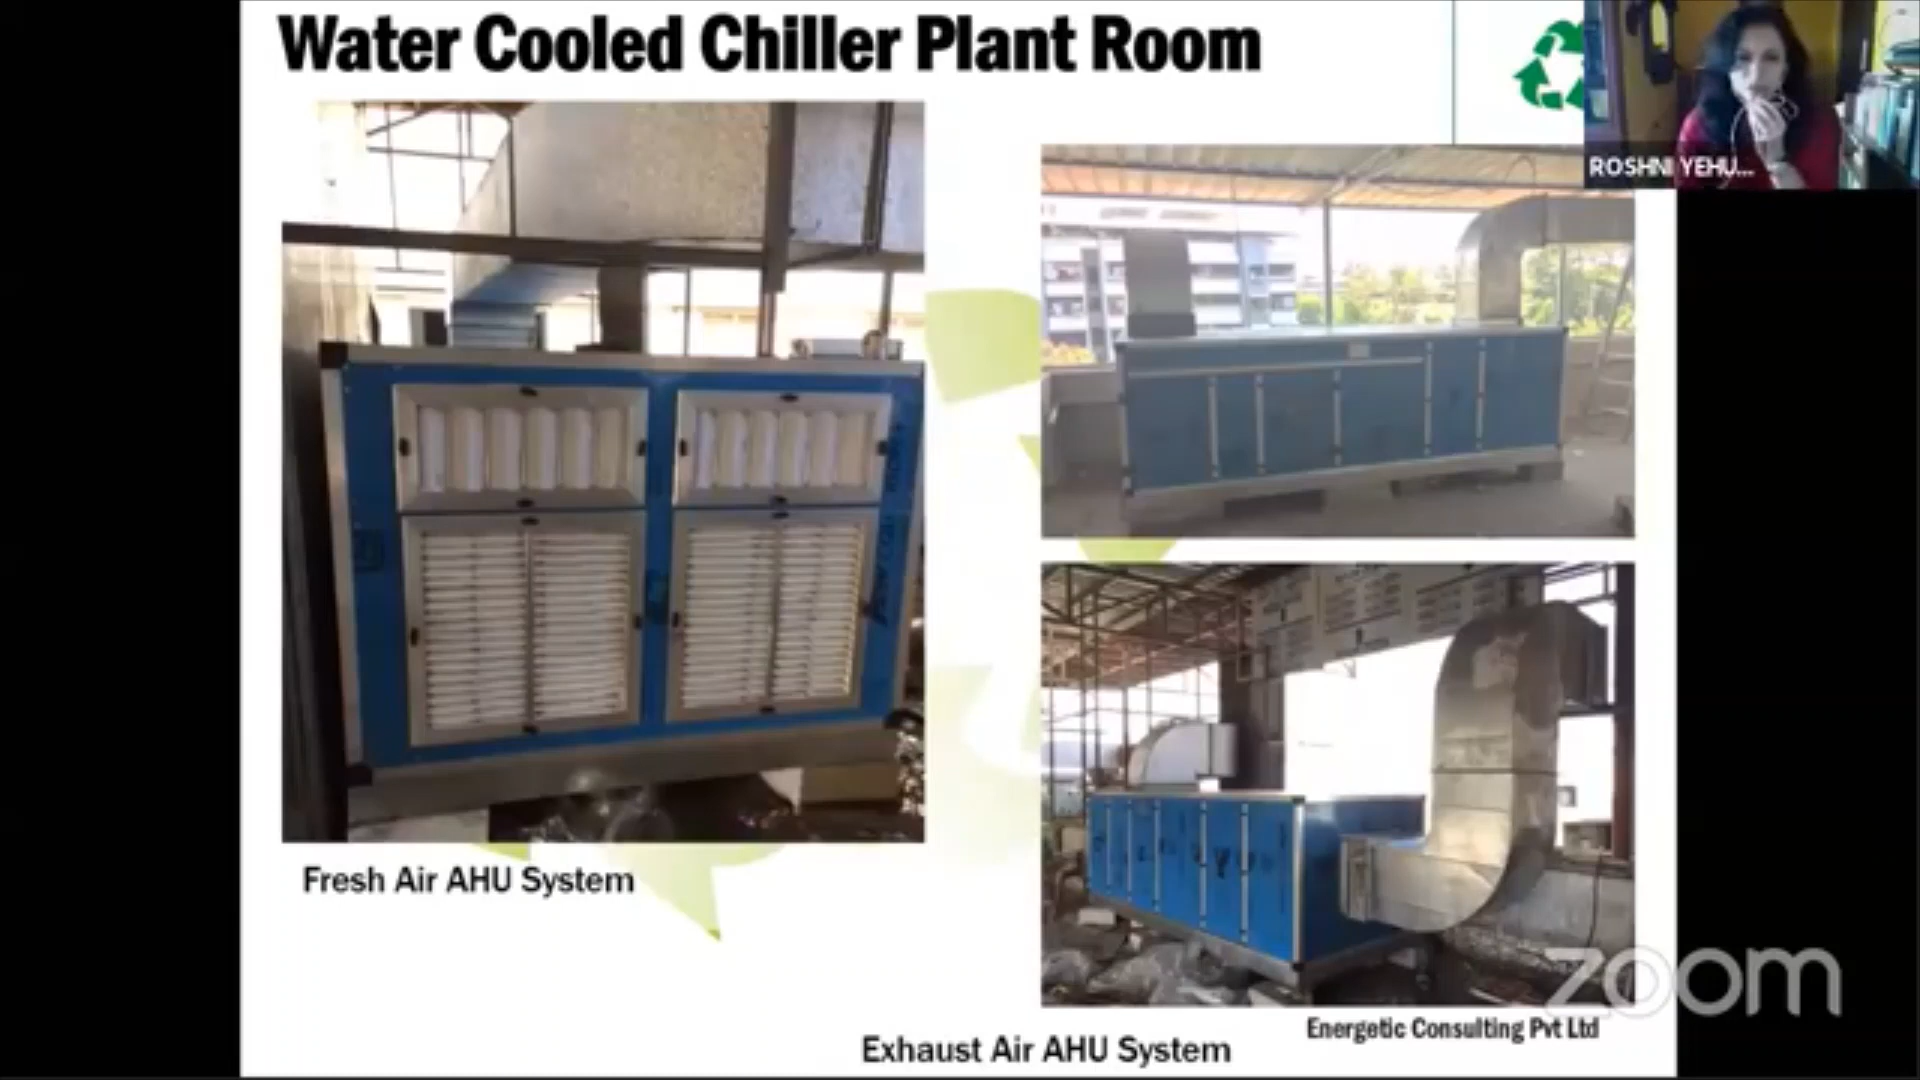 Water Cooled Chiller Plant Room
ROSHNI YEHU...
Fresh Air AHU System
zoom
Energetic Consulting Pvt Ltd
Exhaust Air AHU System